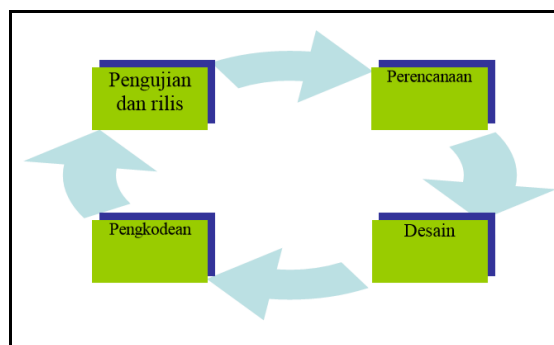 Pengujian
dan rilis
Perencanaan
Pengkodean
Desain